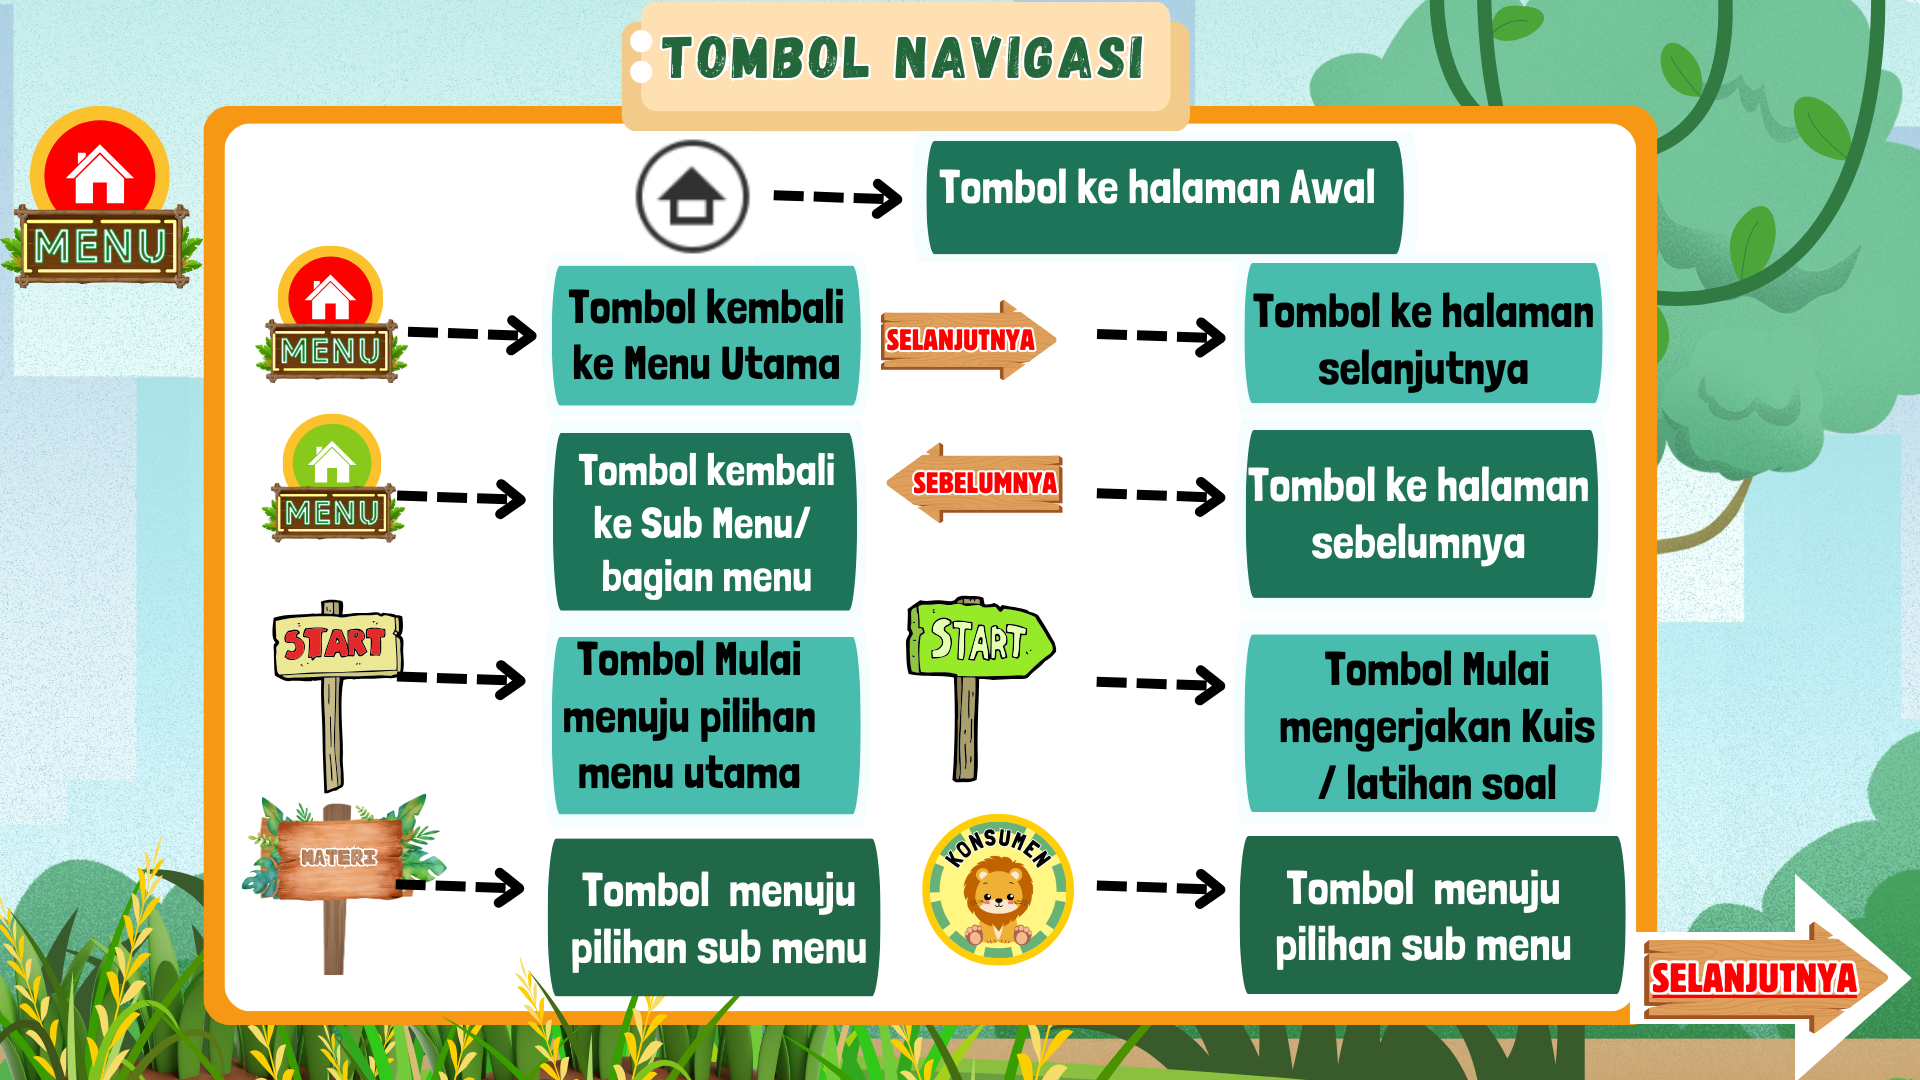 TOMBOL NAVIGASI
MENU
Tombol ke halaman Awal
MENU
Tombol kembali
ke Menu Utama
SELANJUTNYA
Tombol ke halaman
selanjutnya
MENU
Tombol kembali
ke Sub Menu/
bagian menu
SEBELUMNYA
Tombol ke halaman
sebelumnya
START
Tombol Mulai
menuju pilihan
menu utama
START
Tombol Mulai
mengerjakan Kuis
/ latihan soal
MATERI
Tombol menuju
pilihan sub menu
KONSUMEN
Tombol menuju
pilihan sub menu
SELANJUTNYA